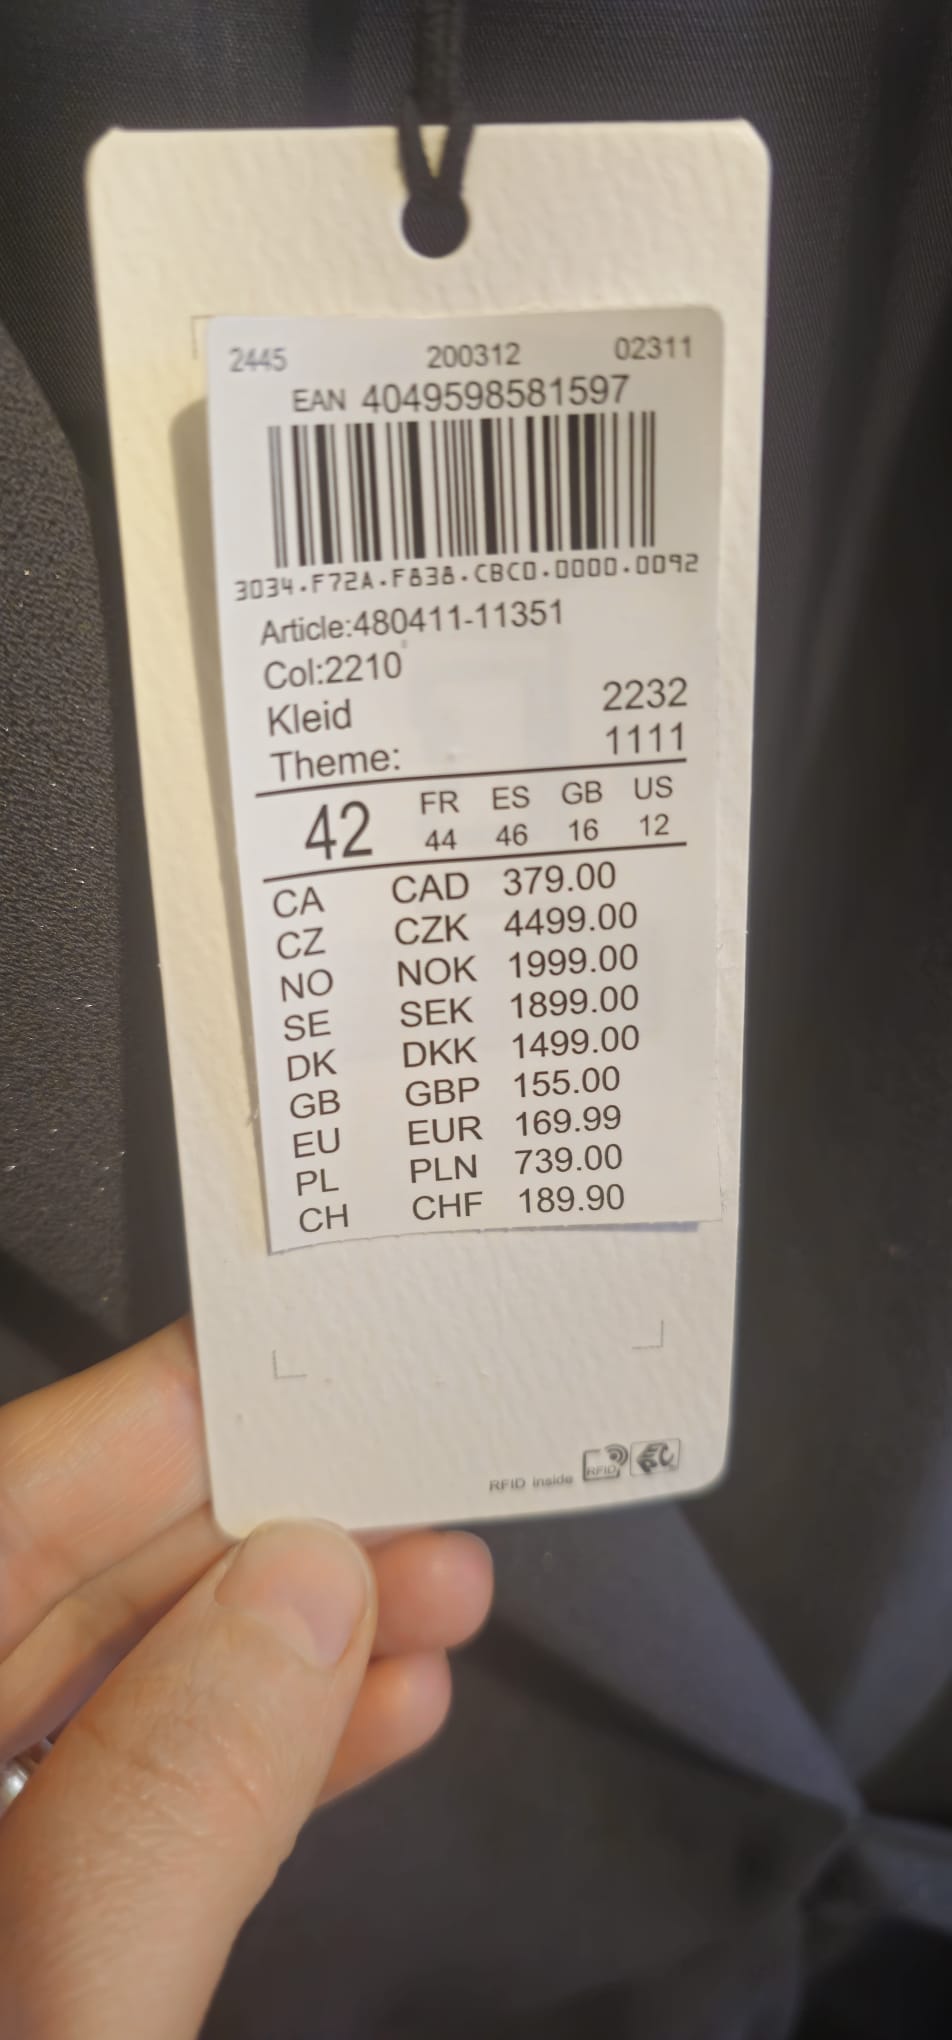 2445 200312 02311
EAN 4049598581597
3034.F72A.F838.CBC0.0000.0092
Article:480411-11351
Col:2210
Kleid 2232
Theme: 1111
42 FR ES GB US
44 46 16 12
CA CAD 379.00
CZ CZK 4499.00
NO NOK 1999.00
SE SEK 1899.00
DK DKK 1499.00
GB GBP 155.00
EU EUR 169.99
PL PLN 739.00
CH CHF 189.90
RFID inside RFID